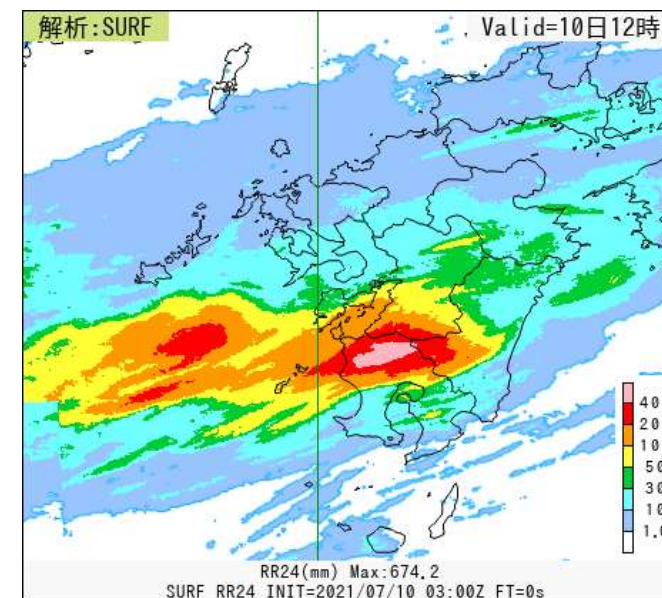 解析:SURF
. Valid=10日12時
40
20
10
50
30
10
1.0
RR24(mm) Max:674.2
SURF RR24 INIT=2021/07/10 03:00Z FT=0s